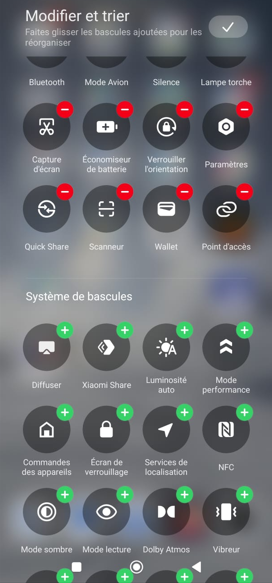 Modifier et trier
Faites glisser les bascules ajoutées pour les
réorganiser
Bluetooth
Mode Avion
Silence
Lampe torche
Capture
d'écran
Économiseur
de batterie
Verrouiller
l'orientation
Paramètres
Quick Share
Scanneur
Wallet
Point d'accès
Système de bascules
Diffuser
Xiaomi Share
Luminosité
auto
Mode
performance
Commandes
des appareils
Écran de
verrouillage
Services de
localisation
NFC
Mode sombre
Mode lecture
Dolby Atmos
Vibreur